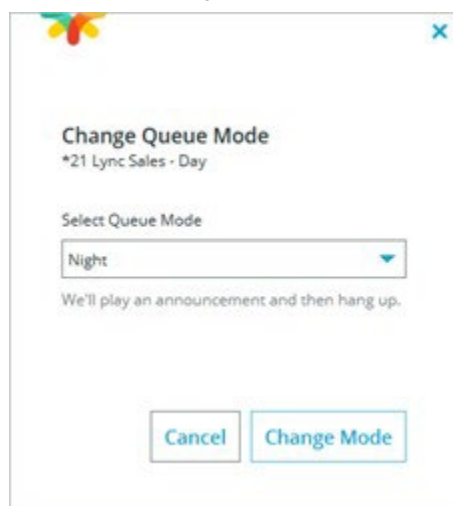 Change Queue Mode
*21 Lync Sales - Day
Select Queue Mode
Night
We'll play an announcement and then hang up.
Cancel
Change Mode